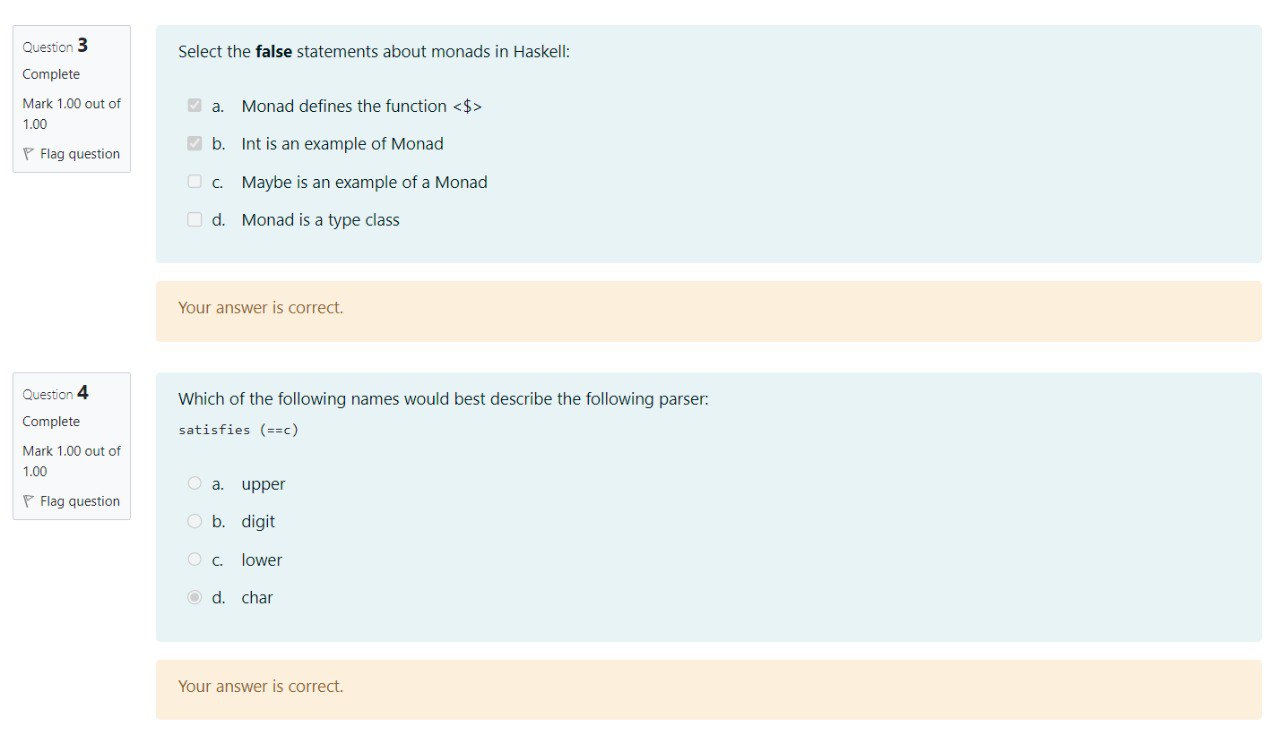 Question 3
Complete
Mark 1.00 out of
1.00
Flag question
Select the false statements about monads in Haskell:
a. Monad defines the function <$>
b. Int is an example of Monad
c. Maybe is an example of a Monad
d. Monad is a type class
Your answer is correct.
Question 4
Complete
Mark 1.00 out of
1.00
Flag question
Which of the following names would best describe the following parser:
satisfies (==c)
a. upper
b. digit
c. lower
d. char
Your answer is correct.